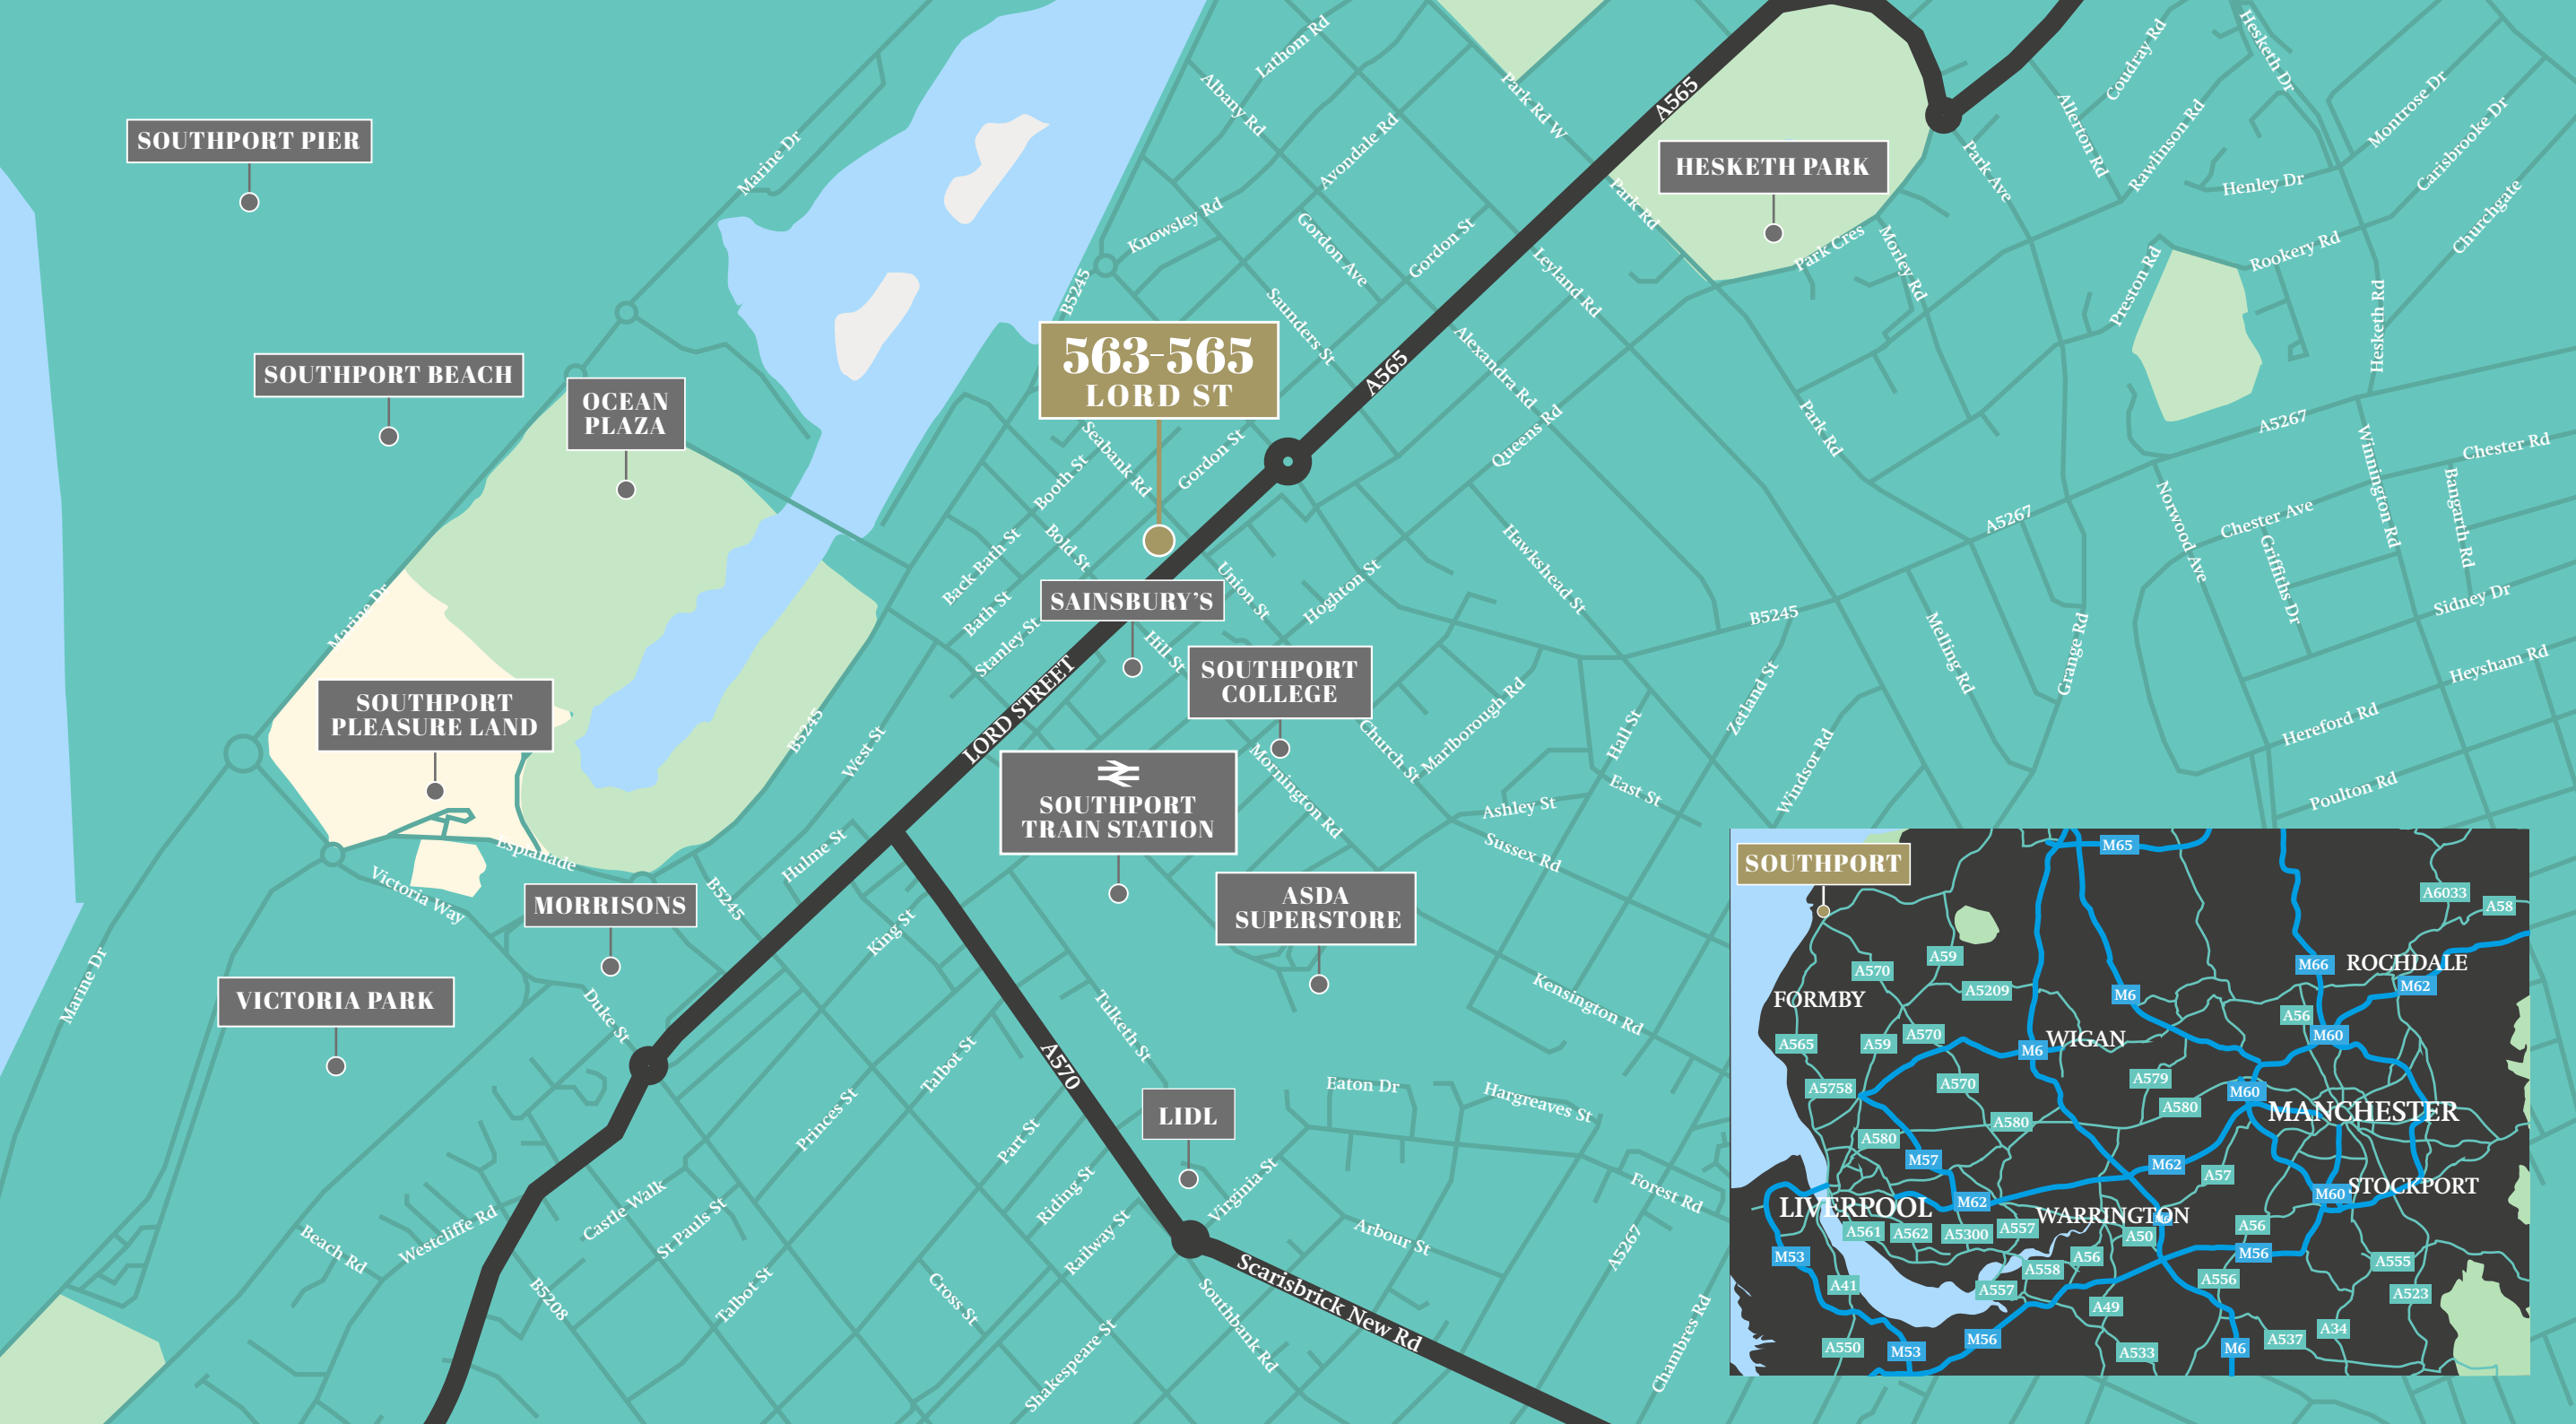 SOUTHPORT PIER
SOUTHPORT BEACH
OCEAN
PLAZA
563-565
LORD ST
HESKETH PARK
SAINSBURY’S
SOUTHPORT
COLLEGE
SOUTHPORT
PLEASURE LAND
SOUTHPORT
TRAIN STATION
MORRISONS
ASDA
SUPERSTORE
VICTORIA PARK
LIDL
Marine Dr
Lathom Rd
Albany Rd
Avondale Rd
Knowsley Rd
Gordon Ave
Gordon St
B5245
Saunders St
Park Rd W
A565
Park Rd
Leyland Rd
Park Cres
Morley Rd
Park Ave
Allerton Rd
Coudray Rd
Rawlinson Rd
Hesketh Dr
Montrose Dr
Carisbrooke Dr
Henley Dr
Churchgate
Rookery Rd
Preston Rd
Hesketh Rd
A565
Alexandra Rd
Queens Rd
Park Rd
A5267
Chester Rd
Winnington Rd
Bangarth Rd
Norwood Ave
Chester Ave
Griffiths Dr
A5267
Sidney Dr
Heysham Rd
Hereford Rd
Poulton Rd
Seabank Rd
Gordon St
Booth St
Bold St
Back Bath St
Bath St
Stanley St
Union St
Hoghton St
Hawkshead St
B5245
Melling Rd
Grange Rd
Zetland St
Windsor Rd
Hill St
LORD STREET
Marine Dr
B5245
West St
Church St
Marlborough Rd
Hall St
East St
Ashley St
Sussex Rd
Mornington Rd
Esplanade
Victoria Way
Hulme St
B5245
King St
Marine Dr
Duke St
Talbot St
A570
Tulketh St
Kensington Rd
Princes St
Part St
Eaton Dr
Hargreaves St
Riding St
Railway St
Virginia St
Forest Rd
Arbour St
A5267
Beach Rd
Westcliffe Rd
Castle Walk
St Pauls St
Talbot St
B5208
Cross St
Shakespeare St
Southbank Rd
Scarisbrick New Rd
Chambres Rd
SOUTHPORT
M65
A6033
A58
A59
A570
M66
ROCHDALE
M62
A5209
M6
FORMBY
A56
A570
M60
A565
A59
M6
WIGAN
A5758
A570
A579
M60
A580
MANCHESTER
A580
A580
M57
M62
A57
M60
STOCKPORT
M62
LIVERPOOL
WARRINGTON
A561
A562
A5300
A557
A50
A56
M53
A56
M56
A555
A558
A41
A557
A556
A523
A49
A34
A550
M53
M56
A533
M6
A537